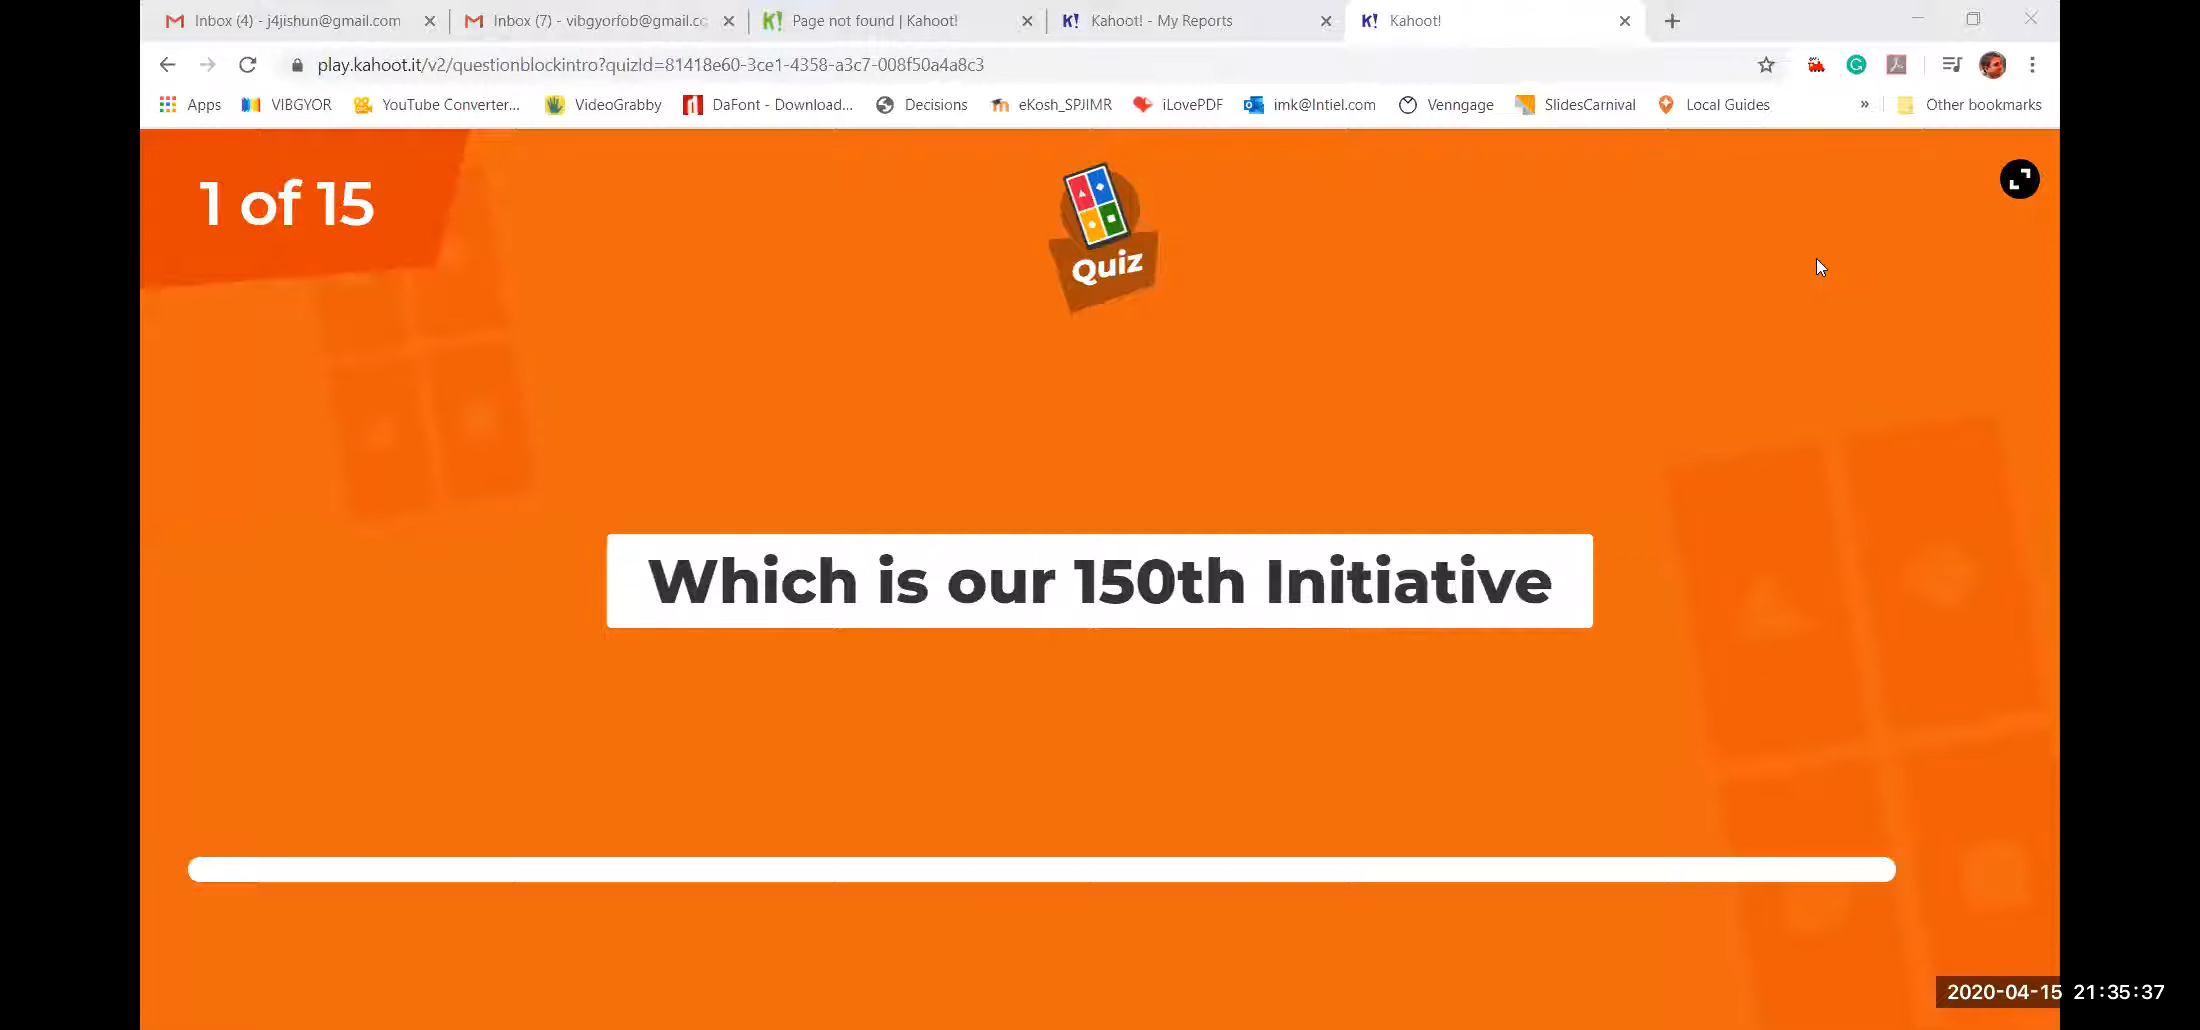 Inbox (4) - j4jishun@gmail.com
Inbox (7) - vibgyorfob@gmail.cc
Page not found | Kahoot!
Kahoot! - My Reports
Kahoot!
play.kahoot.it/v2/questionblockintro?quizId=81418e60-3ce1-4358-a3c7-008f50a4a8c3
Apps
VIBGYOR
YouTube Converter...
VideoGrabby
DaFont - Download...
Decisions
eKosh_SPJIMR
iLovePDF
imk@Intiel.com
Venngage
SlidesCarnival
Local Guides
»
Other bookmarks
1 of 15
Quiz
Which is our 150th Initiative
2020-04-15 21:35:37